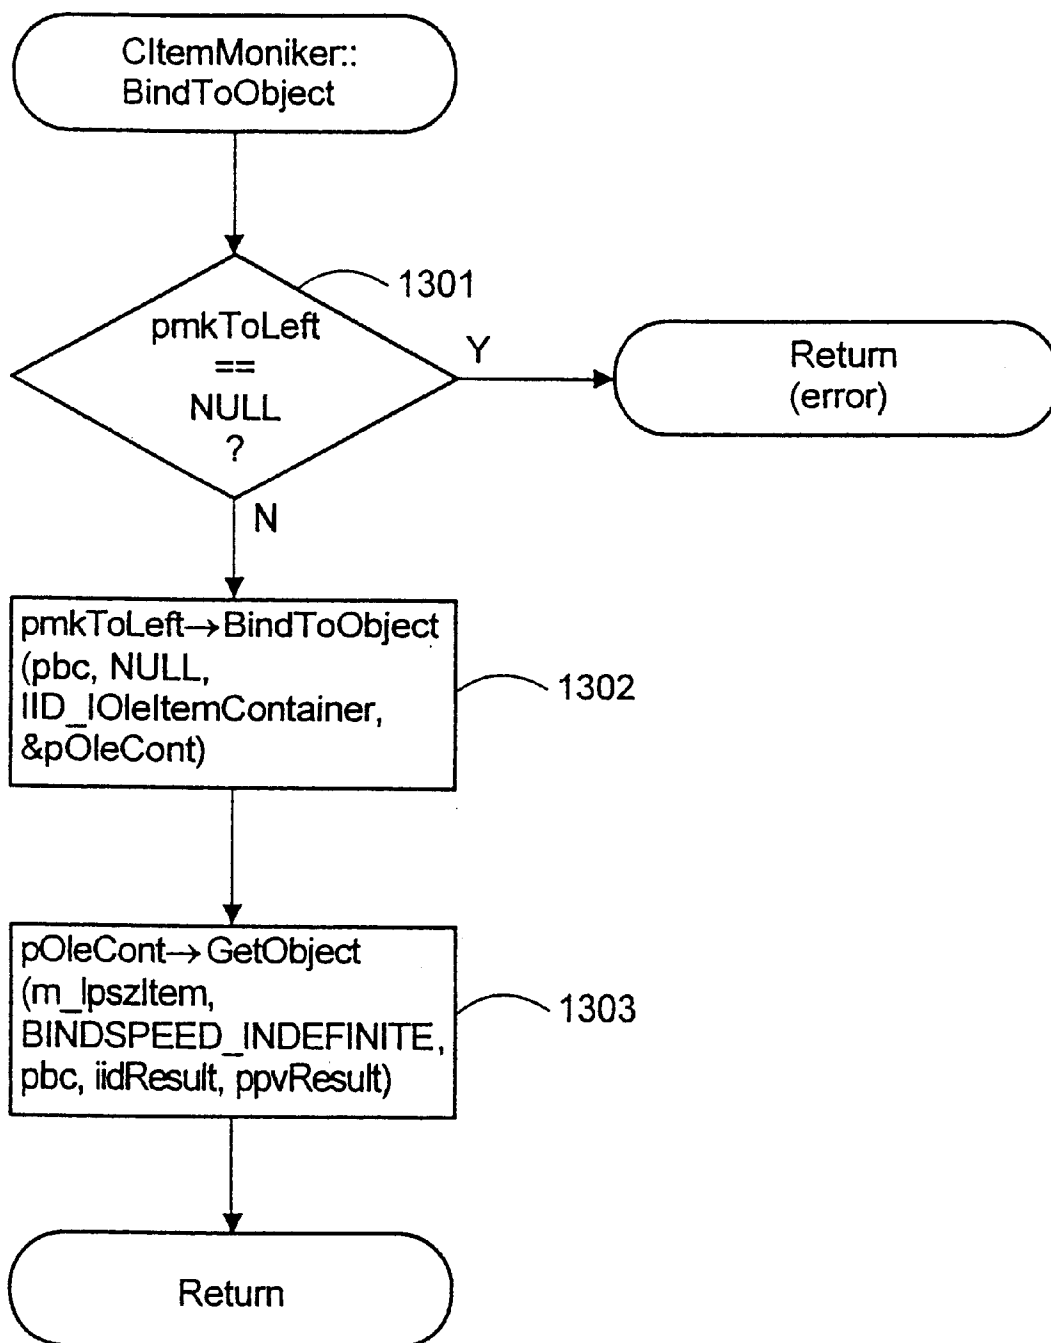 CItemMoniker::
BindToObject
1301
pmkToLeft
==
NULL
?
Y
Return
(error)
N
pmkToLeft→BindToObject
(pbc, NULL,
IID_IOleItemContainer,
&pOleCont)
1302
pOleCont→GetObject
(m_lpszItem,
BINDSPEED_INDEFINITE,
pbc, iidResult, ppvResult)
1303
Return